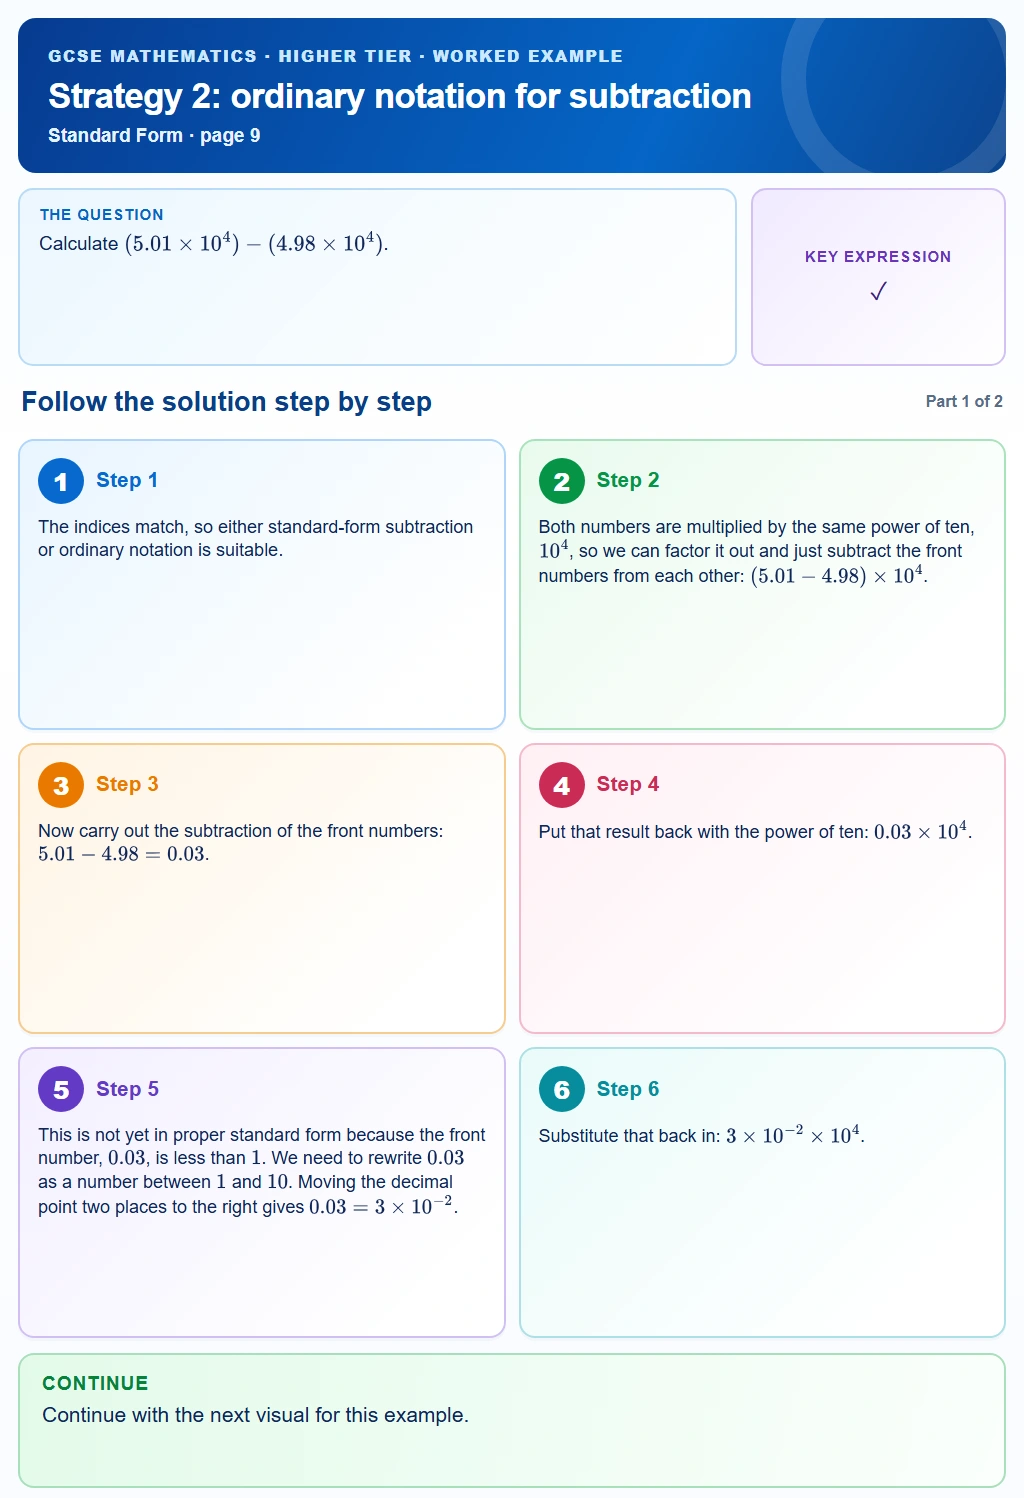 GCSE MATHEMATICS · HIGHER TIER · WORKED EXAMPLE
Strategy 2: ordinary notation for subtraction
Standard Form · page 9
THE QUESTION
Calculate (5.01 × 10⁴) − (4.98 × 10⁴).
KEY EXPRESSION
✓
Follow the solution step by step
Part 1 of 2
1 Step 1
The indices match, so either standard-form subtraction
or ordinary notation is suitable.
2 Step 2
Both numbers are multiplied by the same power of ten,
10⁴, so we can factor it out and just subtract the front
numbers from each other: (5.01 − 4.98) × 10⁴.
3 Step 3
Now carry out the subtraction of the front numbers:
5.01 − 4.98 = 0.03.
4 Step 4
Put that result back with the power of ten: 0.03 × 10⁴.
5 Step 5
This is not yet in proper standard form because the front
number, 0.03, is less than 1. We need to rewrite 0.03
as a number between 1 and 10. Moving the decimal
point two places to the right gives 0.03 = 3 × 10⁻².
6 Step 6
Substitute that back in: 3 × 10⁻² × 10⁴.
CONTINUE
Continue with the next visual for this example.